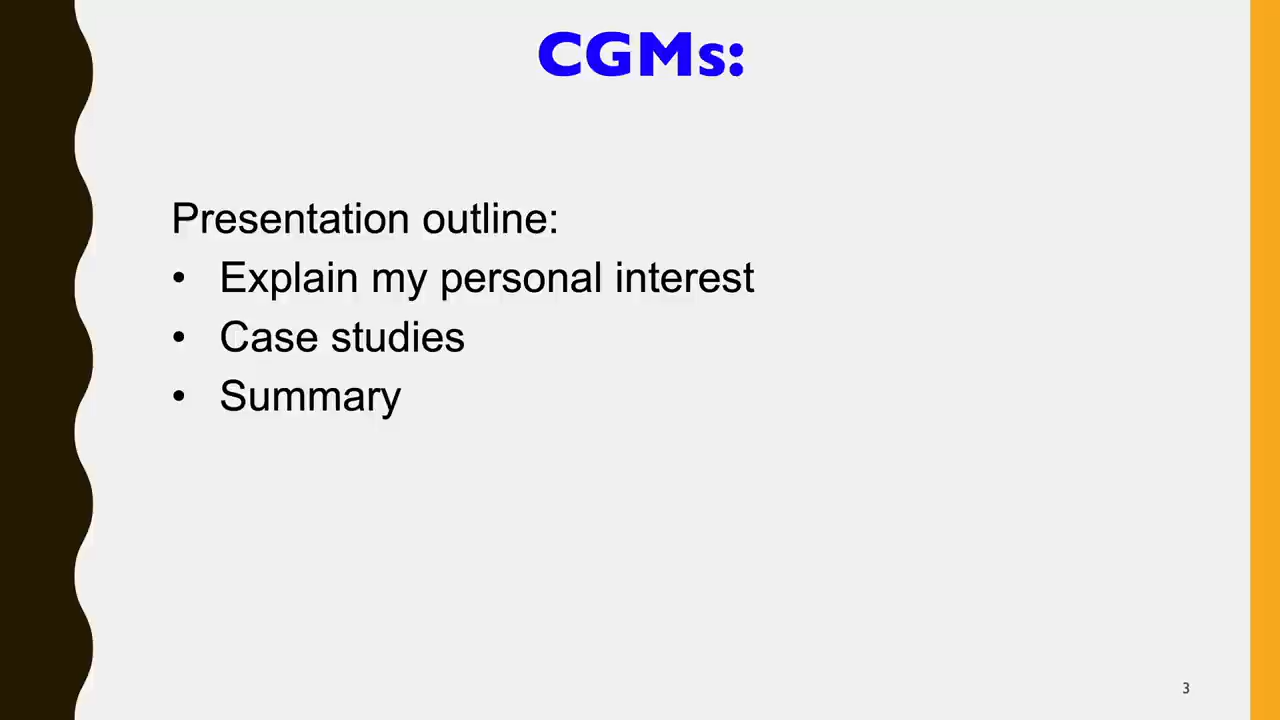 CGMs:
Presentation outline:
• Explain my personal interest
• Case studies
• Summary
3